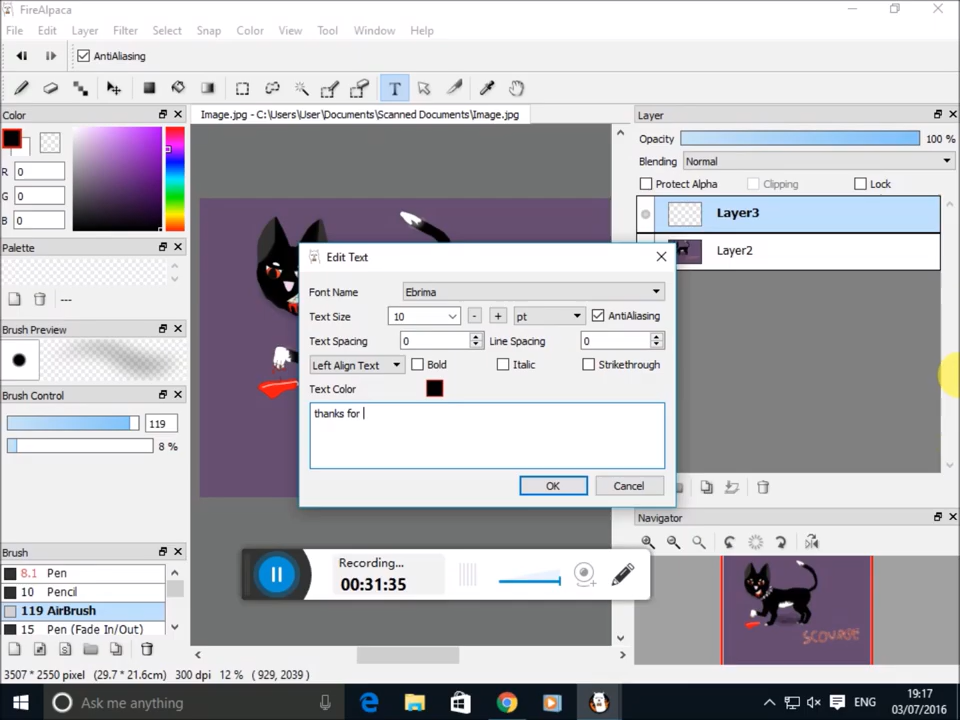 FireAlpaca
File Edit Layer Filter Select Snap Color View Tool Window Help
AntiAliasing
T
Color
Image.jpg - C:\Users\User\Documents\Scanned Documents\Image.jpg
Layer
Opacity 100 %
R 0
Blending Normal
G 0
Protect Alpha Clipping Lock
B 0
Layer3
Palette
Layer2
---
Edit Text
Font Name Ebrima
Text Size 10 - + pt AntiAliasing
Brush Preview
Text Spacing 0 Line Spacing 0
Left Align Text Bold Italic Strikethrough
Text Color
Brush Control
119
thanks for
8 %
OK Cancel
Navigator
Brush
8.1 Pen
10 Pencil
119 AirBrush
15 Pen (Fade In/Out)
Recording...
00:31:35
SCOURGE
3507 * 2550 pixel (29.7 * 21.6cm) 300 dpi 12 % ( 929, 2039 )
Ask me anything
ENG
19:17
03/07/2016